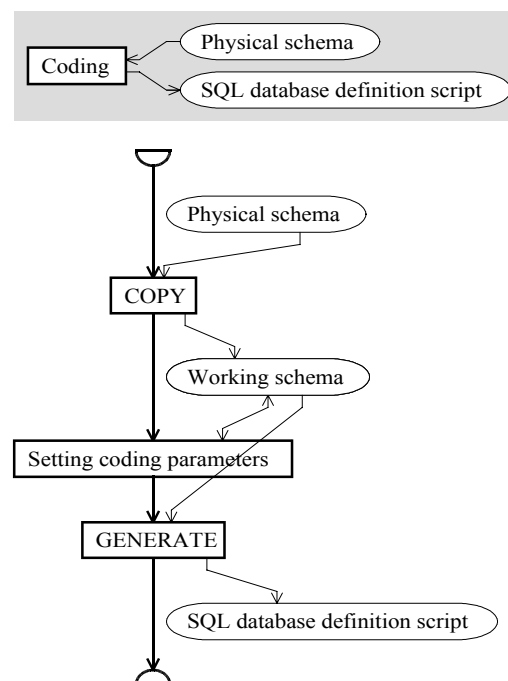 Physical schema
Coding
SQL database definition script
Physical schema
COPY
Working schema
Setting coding parameters
GENERATE
SQL database definition script